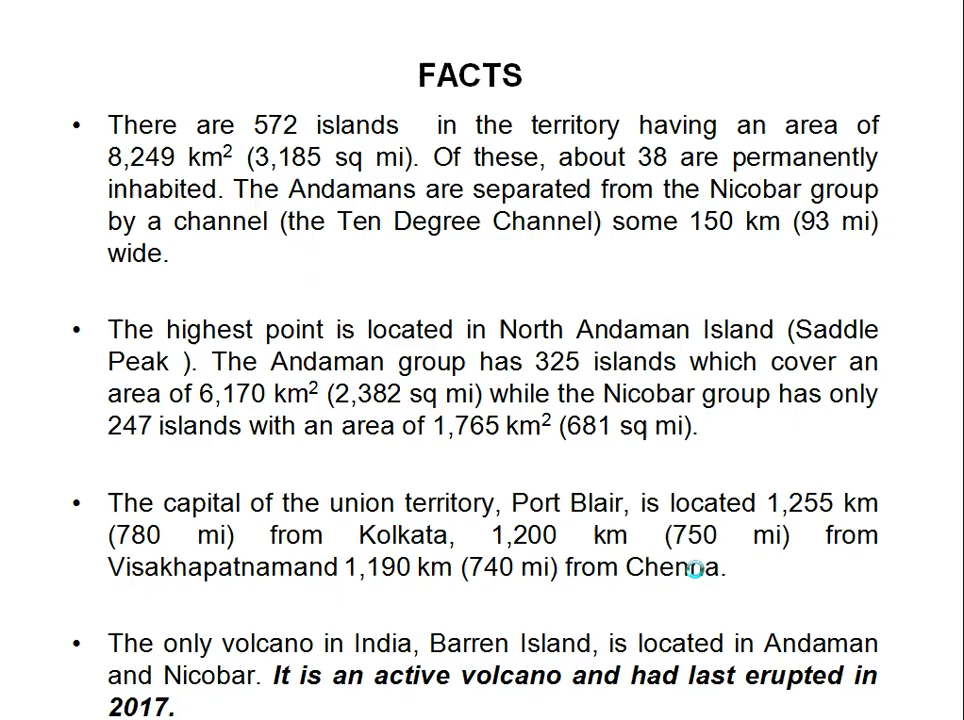 FACTS
• There are 572 islands in the territory having an area of
8,249 km² (3,185 sq mi). Of these, about 38 are permanently
inhabited. The Andamans are separated from the Nicobar group
by a channel (the Ten Degree Channel) some 150 km (93 mi)
wide.
• The highest point is located in North Andaman Island (Saddle
Peak ). The Andaman group has 325 islands which cover an
area of 6,170 km² (2,382 sq mi) while the Nicobar group has only
247 islands with an area of 1,765 km² (681 sq mi).
• The capital of the union territory, Port Blair, is located 1,255 km
(780 mi) from Kolkata, 1,200 km (750 mi) from
Visakhapatnamand 1,190 km (740 mi) from Chenna.
• The only volcano in India, Barren Island, is located in Andaman
and Nicobar. It is an active volcano and had last erupted in
2017.